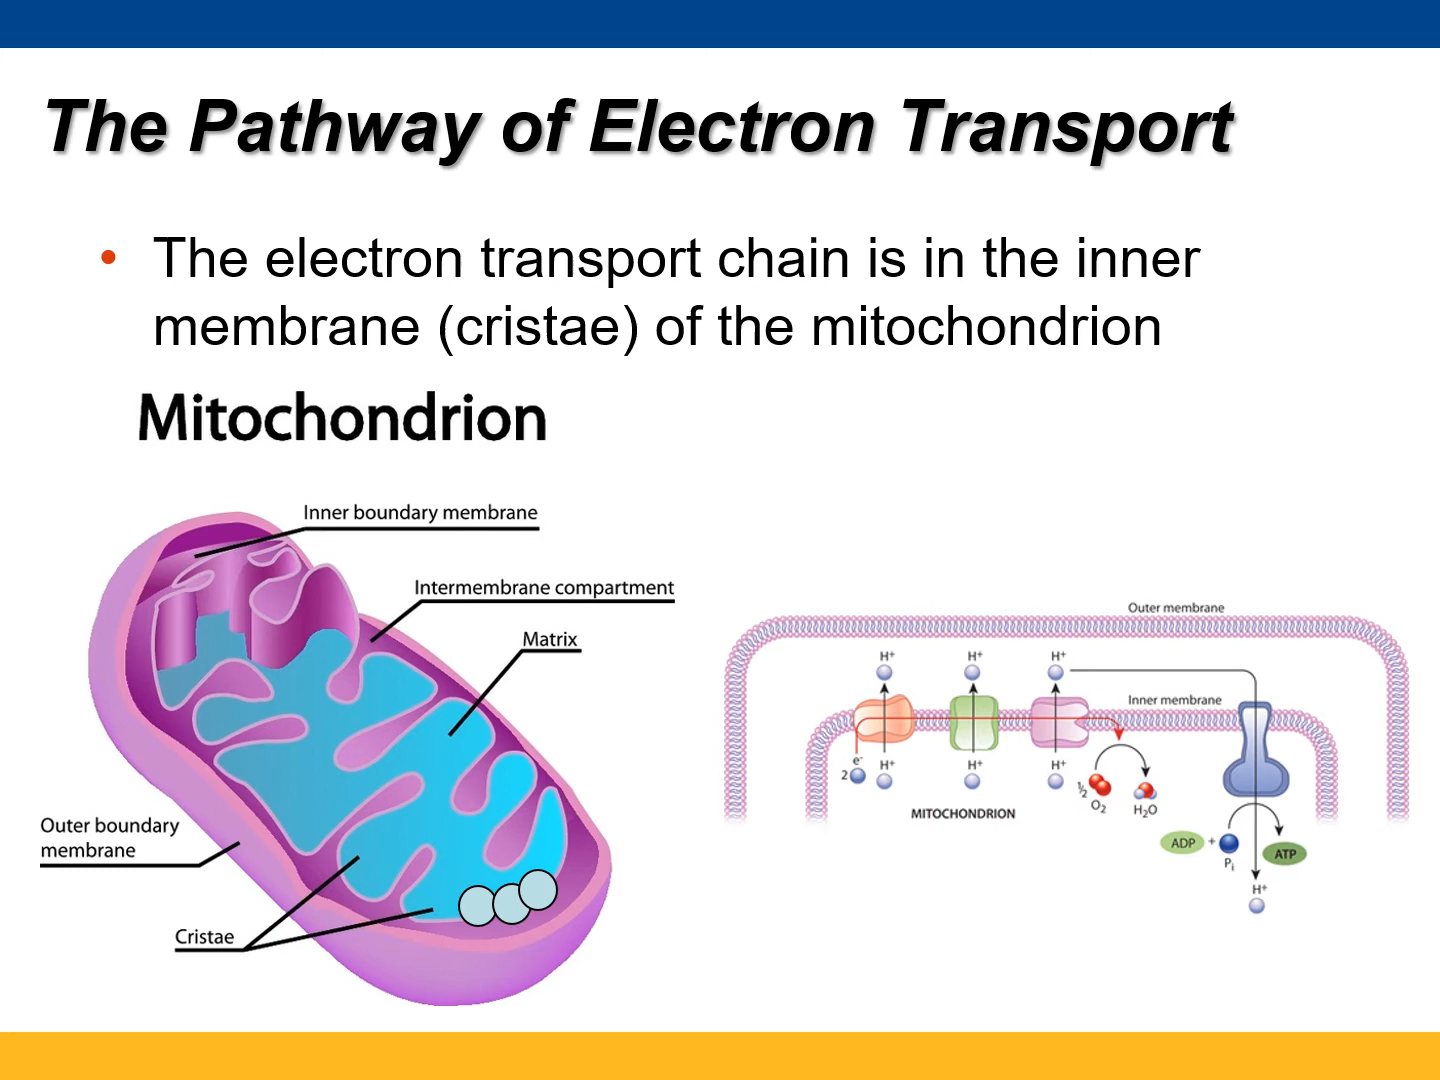 The Pathway of Electron Transport
• The electron transport chain is in the inner
membrane (cristae) of the mitochondrion
Mitochondrion
Inner boundary membrane
Intermembrane compartment
Matrix
Outer boundary
membrane
Cristae
Outer membrane
H⁺ H⁺ H⁺
Inner membrane
e⁻
2
H⁺ H⁺ H⁺
½
O₂
H₂O
MITOCHONDRION
ADP + Pᵢ
ATP
H⁺